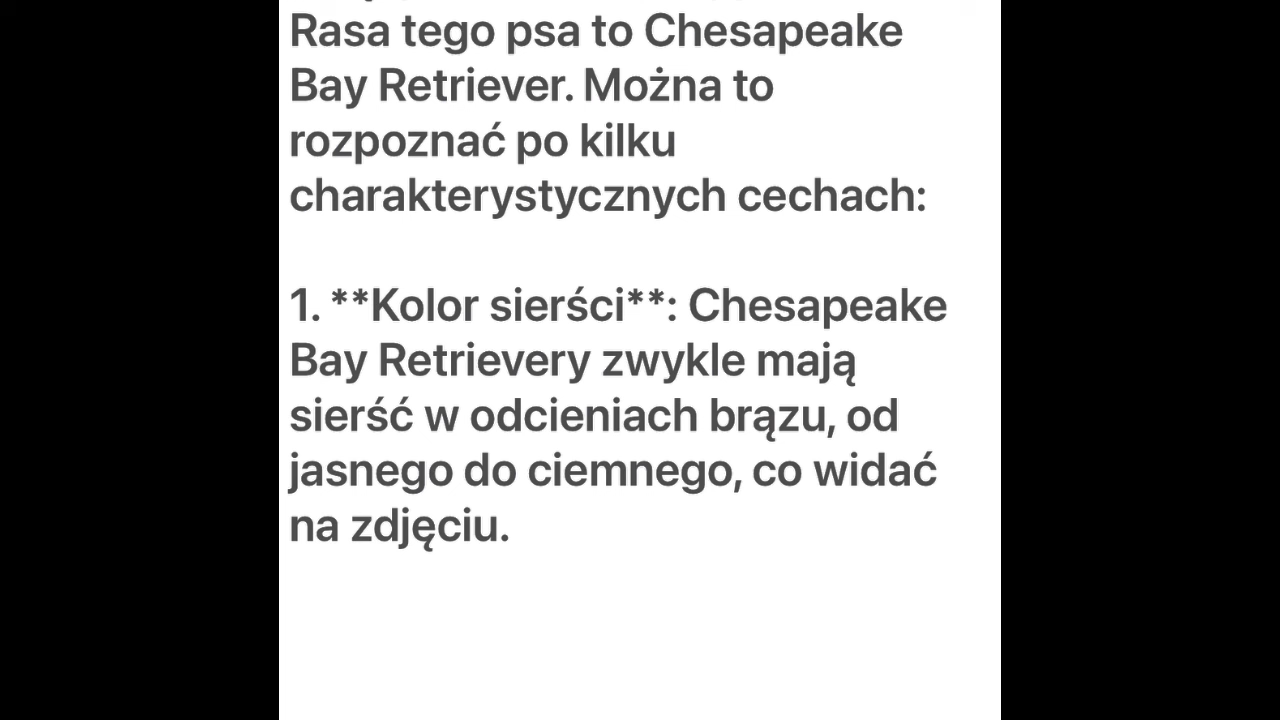 Rasa tego psa to Chesapeake
Bay Retriever. Można to
rozpoznać po kilku
charakterystycznych cechach:
1. **Kolor sierści**: Chesapeake
Bay Retrievery zwykle mają
sierść w odcieniach brązu, od
jasnego do ciemnego, co widać
na zdjęciu.